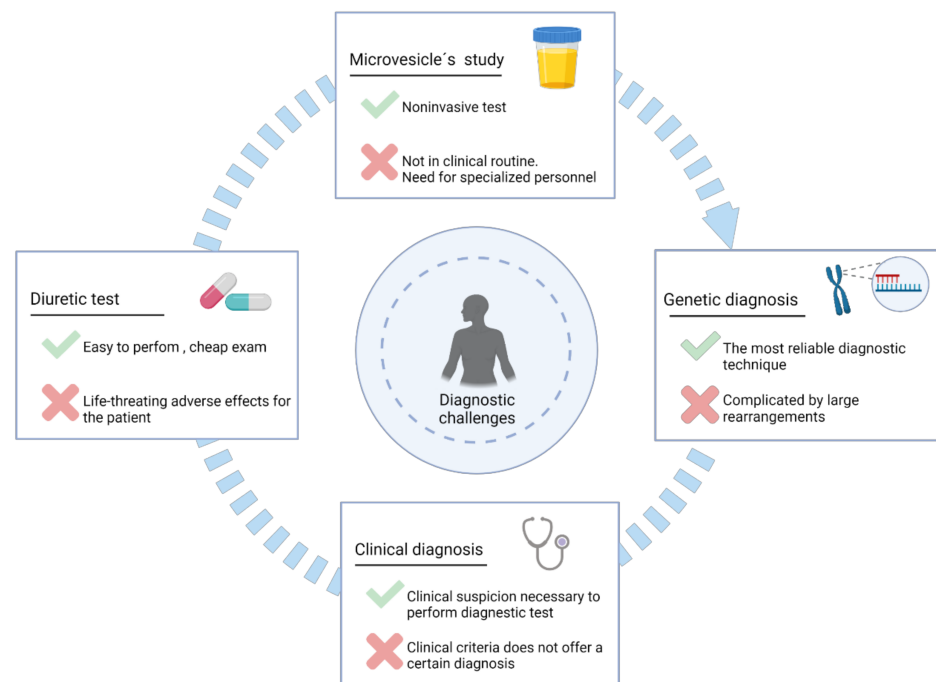 Microvesicle´s study
Noninvasive test
Not in clinical routine.
Need for specialized personnel
Diuretic test
Easy to perfom , cheap exam
Life-threating adverse effects for
the patient
Diagnostic
challenges
Genetic diagnosis
The most reliable diagnostic
technique
Complicated by large
rearrangements
Clinical diagnosis
Clinical suspicion necessary to
perform diagnestic test
Clinical criteria does not offer a
certain diagnosis